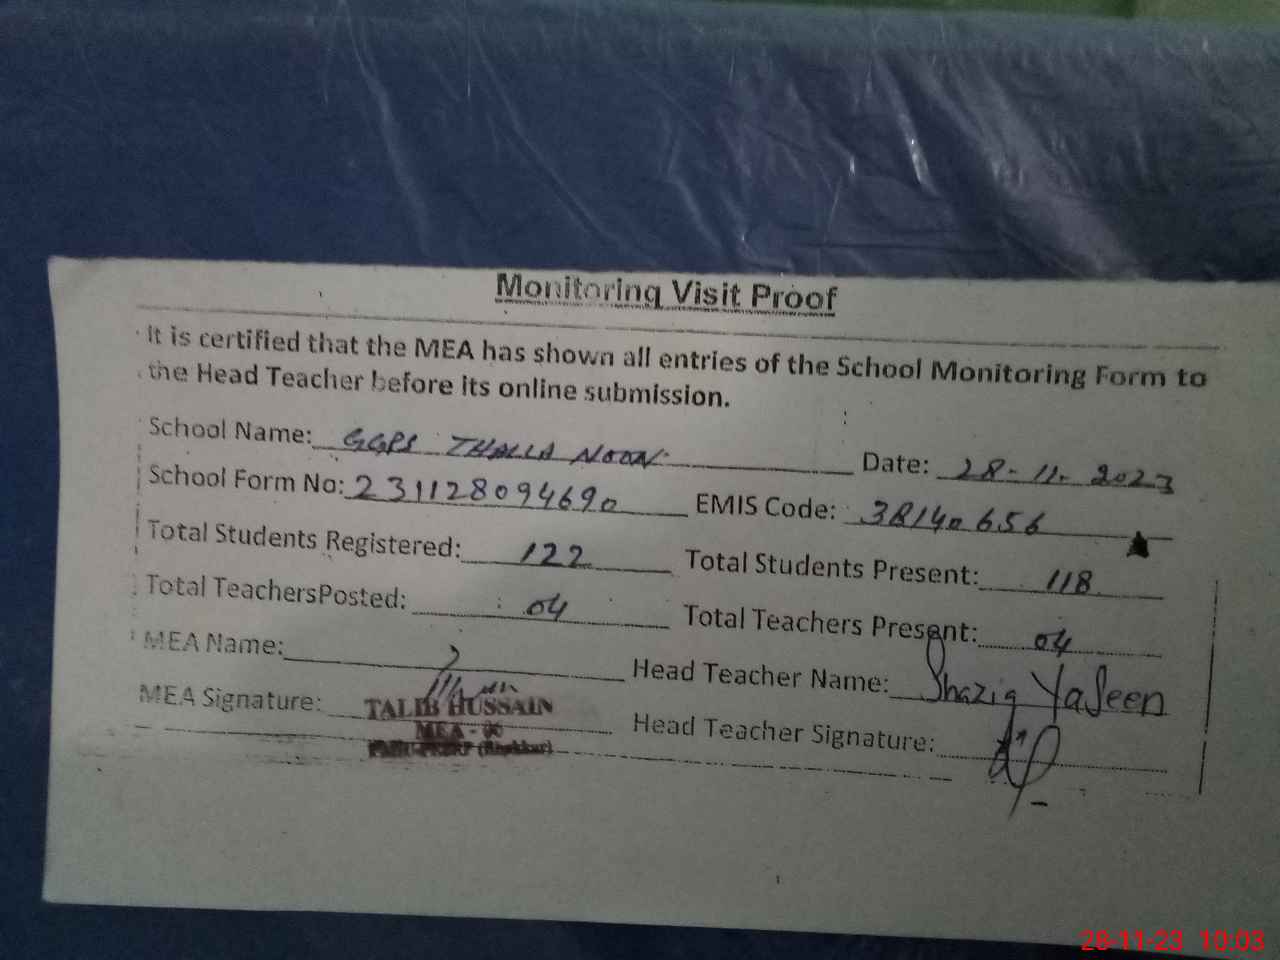 Monitoring Visit Proof
It is certified that the MEA has shown all entries of the School Monitoring Form to
the Head Teacher before its online submission.
School Name: GGPS THALLA NOON Date: 28-11-2023
School Form No: 231128094690 EMIS Code: 38140656
Total Students Registered: 122 Total Students Present: 118
Total TeachersPosted: 04 Total Teachers Present: 04
MEA Name: Head Teacher Name: Shazia YaSeen
MEA Signature: TALIB HUSSAIN Head Teacher Signature:
MEA - 06
28-11-23 10:03